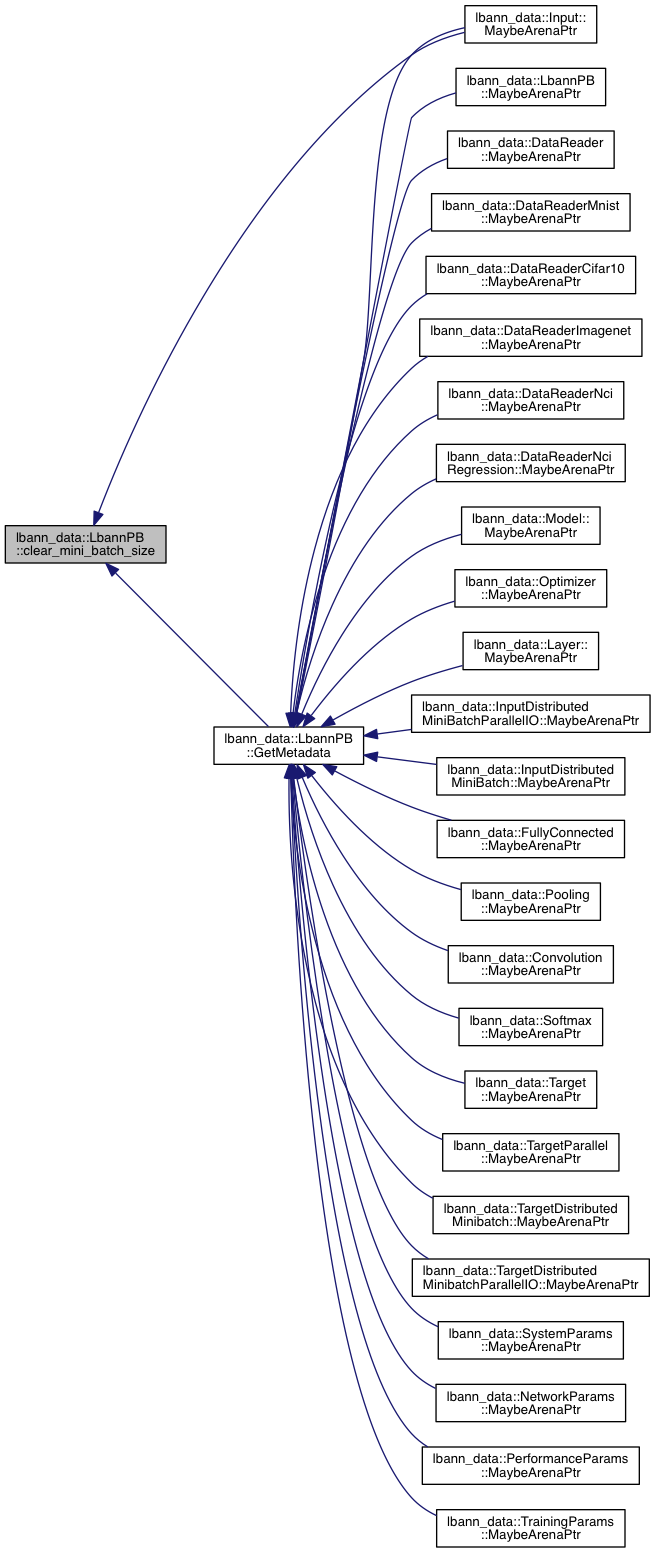 lbann_data::Input::
MaybeArenaPtr
lbann_data::LbannPB
::MaybeArenaPtr
lbann_data::DataReader
::MaybeArenaPtr
lbann_data::DataReaderMnist
::MaybeArenaPtr
lbann_data::DataReaderCifar10
::MaybeArenaPtr
lbann_data::DataReaderImagenet
::MaybeArenaPtr
lbann_data::DataReaderNci
::MaybeArenaPtr
lbann_data::DataReaderNci
Regression::MaybeArenaPtr
lbann_data::Model::
MaybeArenaPtr
lbann_data::LbannPB
::clear_mini_batch_size
lbann_data::Optimizer
::MaybeArenaPtr
lbann_data::Layer::
MaybeArenaPtr
lbann_data::InputDistributed
MiniBatchParallelIO::MaybeArenaPtr
lbann_data::LbannPB
::GetMetadata
lbann_data::InputDistributed
MiniBatch::MaybeArenaPtr
lbann_data::FullyConnected
::MaybeArenaPtr
lbann_data::Pooling
::MaybeArenaPtr
lbann_data::Convolution
::MaybeArenaPtr
lbann_data::Softmax
::MaybeArenaPtr
lbann_data::Target
::MaybeArenaPtr
lbann_data::TargetParallel
::MaybeArenaPtr
lbann_data::TargetDistributed
Minibatch::MaybeArenaPtr
lbann_data::TargetDistributed
MinibatchParallelIO::MaybeArenaPtr
lbann_data::SystemParams
::MaybeArenaPtr
lbann_data::NetworkParams
::MaybeArenaPtr
lbann_data::PerformanceParams
::MaybeArenaPtr
lbann_data::TrainingParams
::MaybeArenaPtr